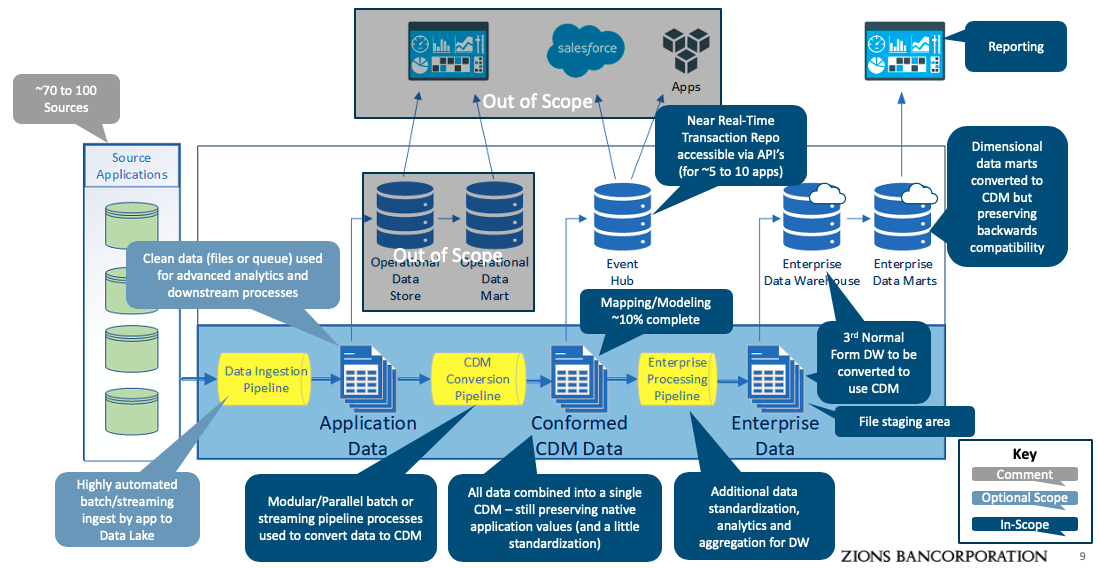 ~70 to 100
Sources
Source
Applications
salesforce
Apps
Out of Scope
Reporting
Near Real-Time
Transaction Repo
accessible via API's
(for ~5 to 10 apps)
Dimensional
data marts
converted to
CDM but
preserving
backwards
compatibility
Clean data (files or queue) used
for advanced analytics and
downstream processes
Out of Scope
Operational
Data
Store
Operational
Data
Mart
Event
Hub
Enterprise
Data Warehouse
Enterprise
Data Marts
Mapping/Modeling
~10% complete
3rd Normal
Form DW to be
converted to
use CDM
Data Ingestion
Pipeline
CDM
Conversion
Pipeline
Enterprise
Processing
Pipeline
Application
Data
Conformed
CDM Data
Enterprise
Data
File staging area
Highly automated
batch/streaming
ingest by app to
Data Lake
Modular/Parallel batch or
streaming pipeline processes
used to convert data to CDM
All data combined into a single
CDM – still preserving native
application values (and a little
standardization)
Additional data
standardization,
analytics and
aggregation for DW
Key
Comment
Optional Scope
In-Scope
ZIONS BANCORPORATION
9